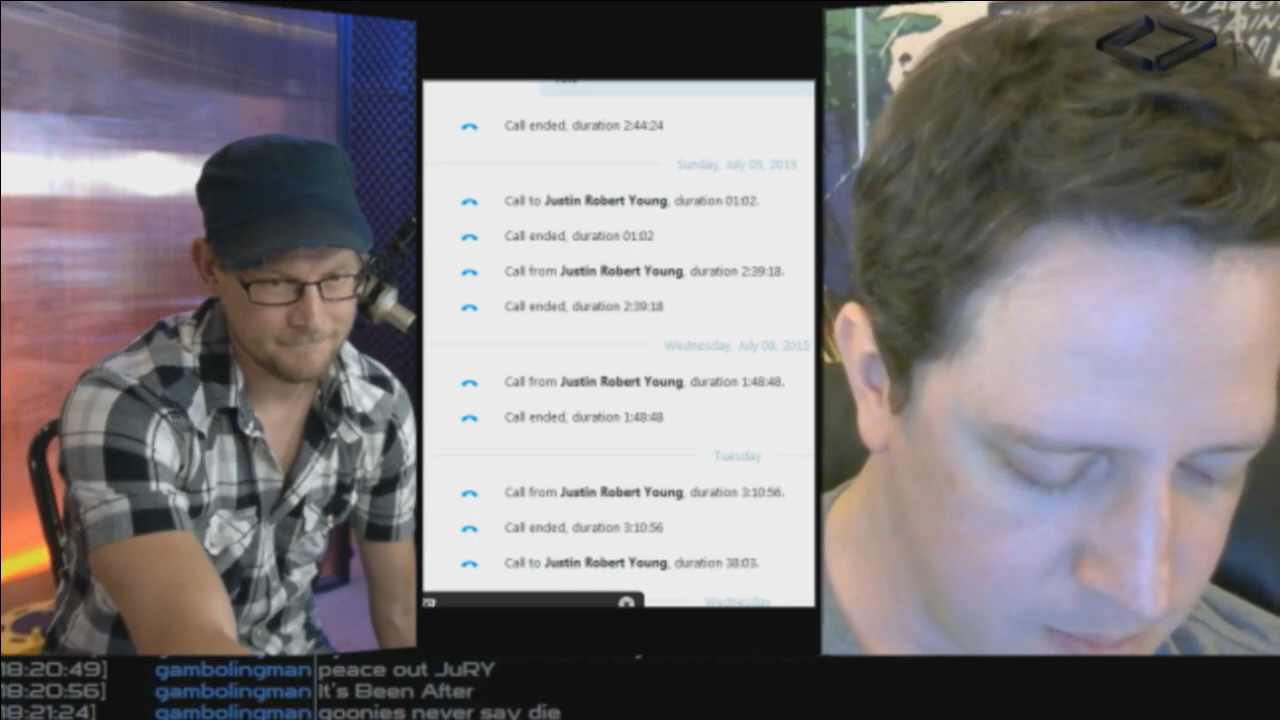 Call ended, duration 2:44:24
Sunday, July 05, 2015
Call to Justin Robert Young, duration 01:02.
Call ended, duration 01:02
Call from Justin Robert Young, duration 2:39:18.
Call ended, duration 2:39:18
Wednesday, July 08, 2015
Call from Justin Robert Young, duration 1:48:48.
Call ended, duration 1:48:48
Tuesday
Call from Justin Robert Young, duration 3:10:56.
Call ended, duration 3:10:56
Call to Justin Robert Young, duration 38:03.
Wednesday
.TV
18:20:49] gambolingman peace out JuRY
18:20:56] gambolingman It's Been After
18:21:24] gambolingman goonies never say die